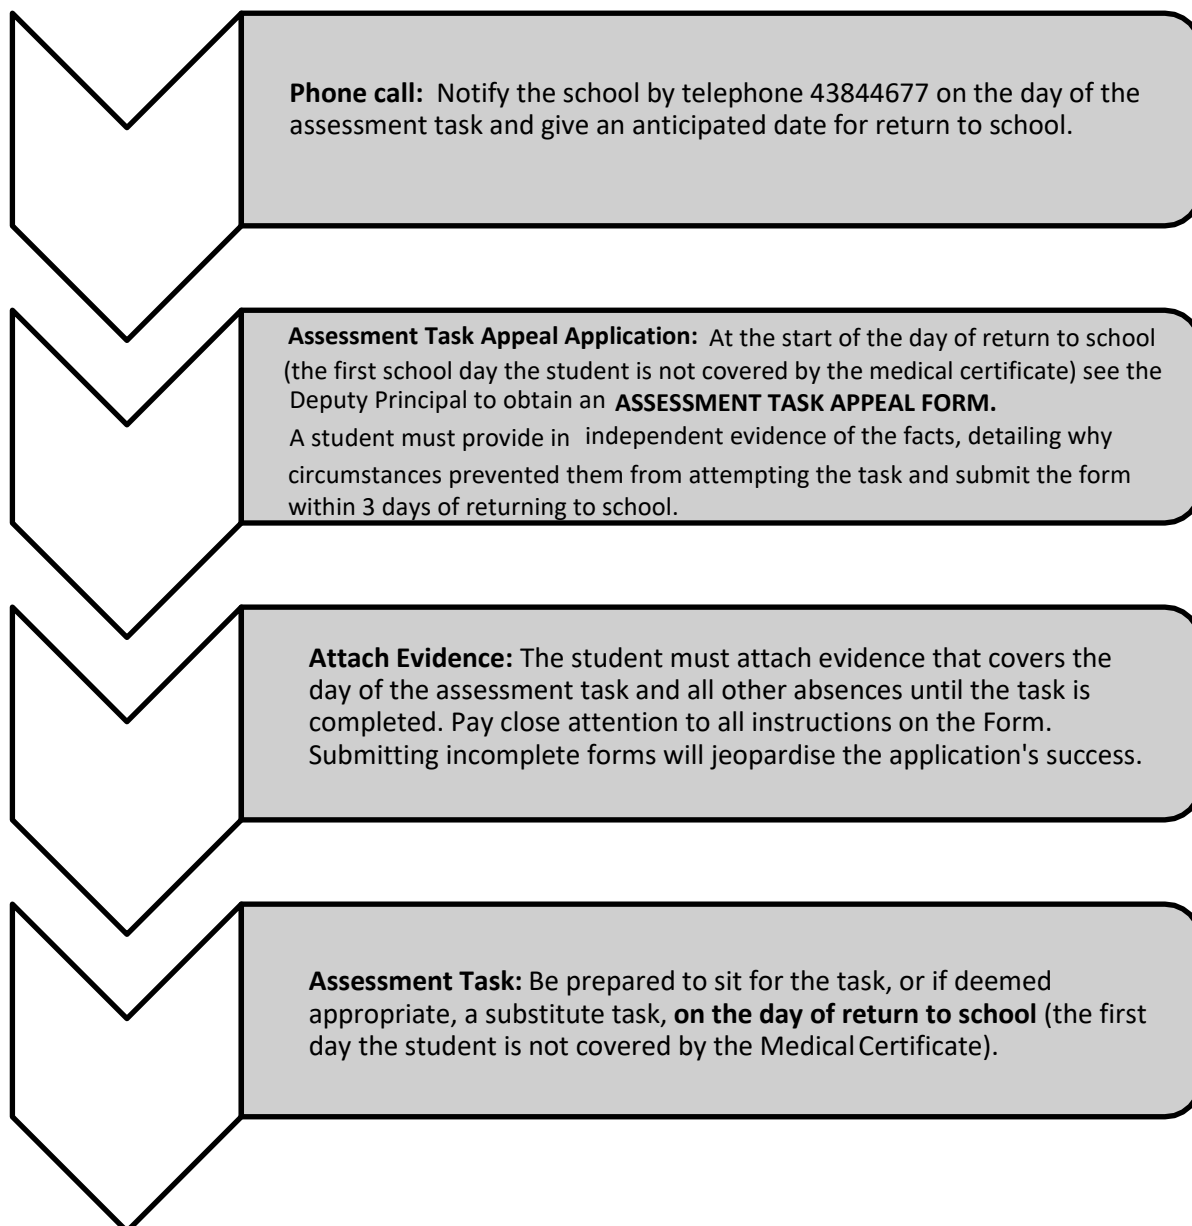 Phone call: Notify the school by telephone 43844677 on the day of the
assessment task and give an anticipated date for return to school.
Assessment Task Appeal Application: At the start of the day of return to school
(the first school day the student is not covered by the medical certificate) see the
Deputy Principal to obtain an ASSESSMENT TASK APPEAL FORM.
A student must provide in independent evidence of the facts, detailing why
circumstances prevented them from attempting the task and submit the form
within 3 days of returning to school.
Attach Evidence: The student must attach evidence that covers the
day of the assessment task and all other absences until the task is
completed. Pay close attention to all instructions on the Form.
Submitting incomplete forms will jeopardise the application's success.
Assessment Task: Be prepared to sit for the task, or if deemed
appropriate, a substitute task, on the day of return to school (the first
day the student is not covered by the Medical Certificate).